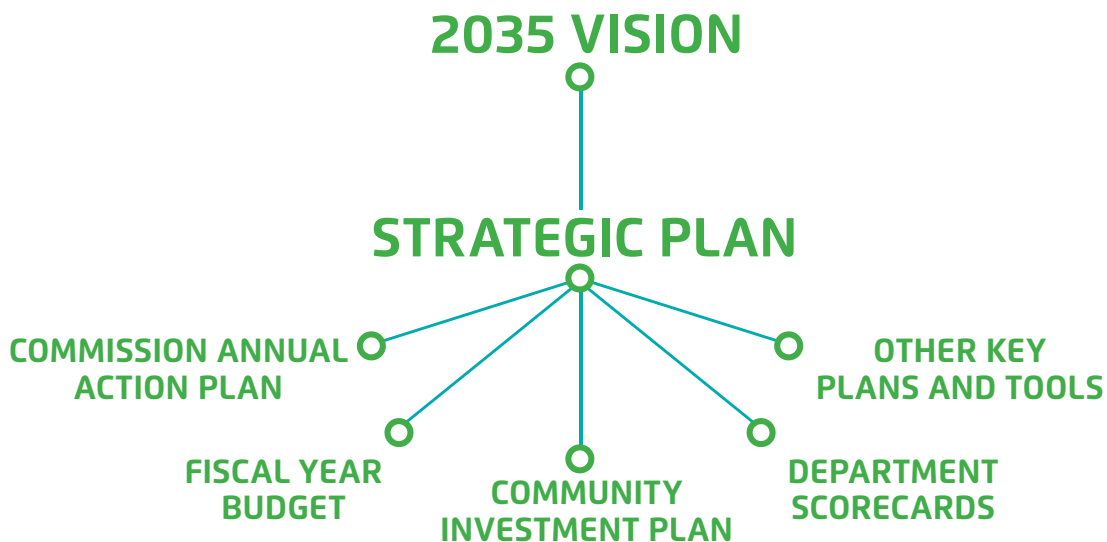 2035 VISION
STRATEGIC PLAN
COMMISSION ANNUAL
ACTION PLAN
OTHER KEY
PLANS AND TOOLS
FISCAL YEAR
BUDGET
COMMUNITY
INVESTMENT PLAN
DEPARTMENT
SCORECARDS